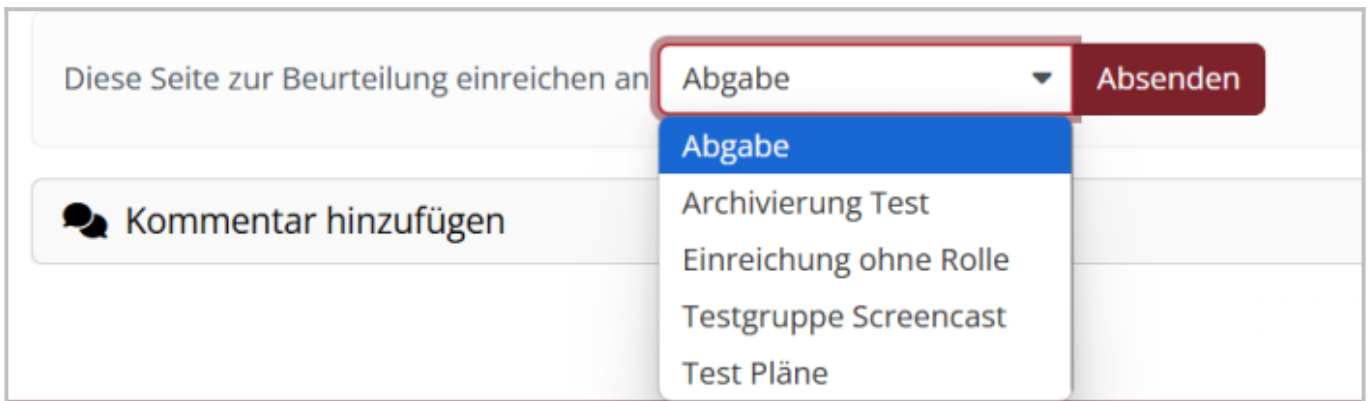 Diese Seite zur Beurteilung einreichen an Abgabe Absenden
Abgabe
Archivierung Test
Kommentar hinzufügen
Einreichung ohne Rolle
Testgruppe Screencast
Test Pläne